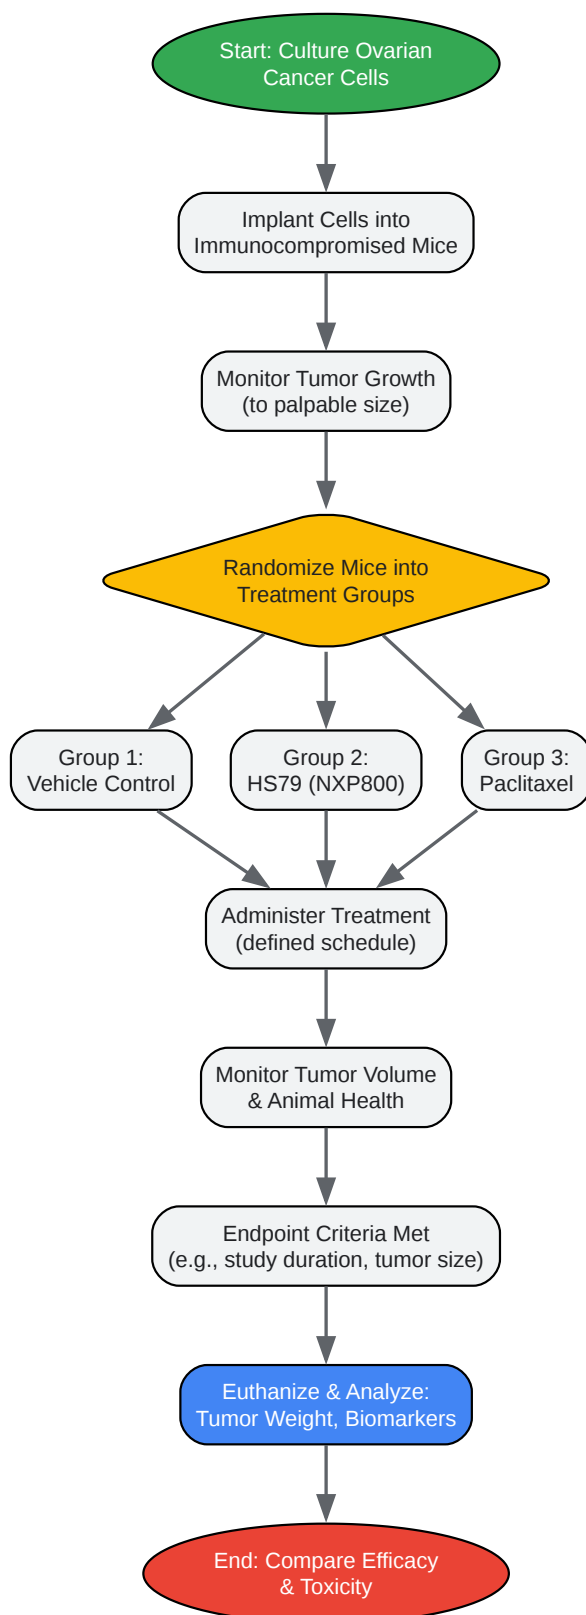 Start: Culture Ovarian
Cancer Cells
Implant Cells into
Immunocompromised Mice
Monitor Tumor Growth
(to palpable size)
Randomize Mice into
Treatment Groups
Group 1:
Vehicle Control
Group 2:
HS79 (NXP800)
Group 3:
Paclitaxel
Administer Treatment
(defined schedule)
Monitor Tumor Volume
& Animal Health
Endpoint Criteria Met
(e.g., study duration, tumor size)
Euthanize & Analyze:
Tumor Weight, Biomarkers
End: Compare Efficacy
& Toxicity